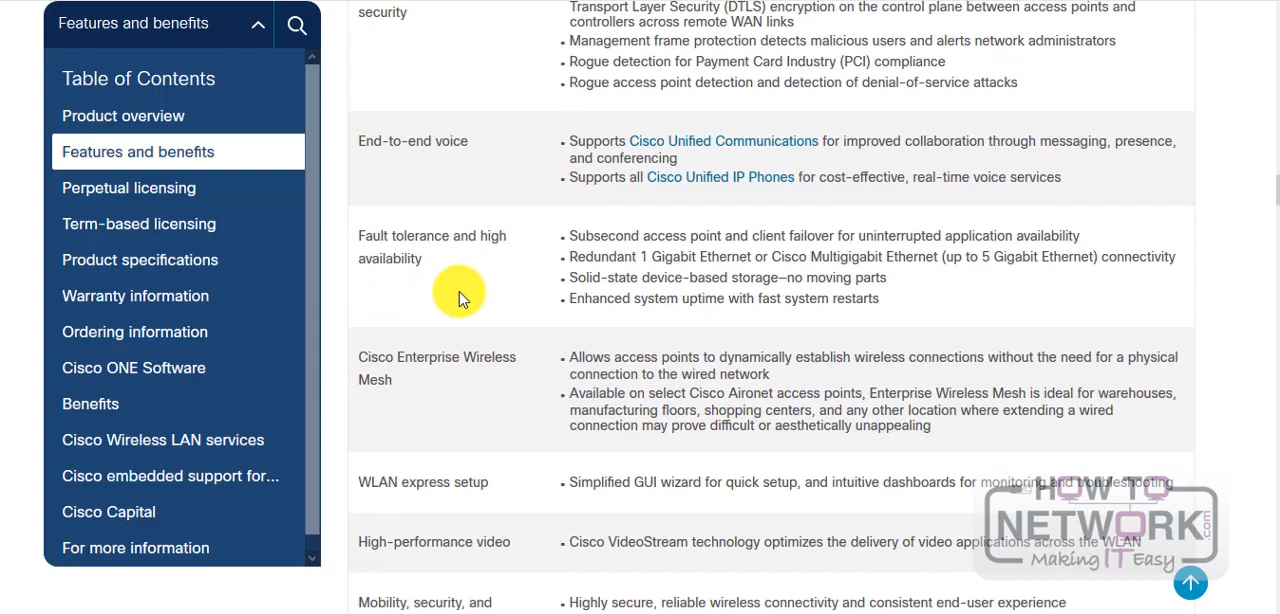 Features and benefits
Table of Contents
Product overview
Features and benefits
Perpetual licensing
Term-based licensing
Product specifications
Warranty information
Ordering information
Cisco ONE Software
Benefits
Cisco Wireless LAN services
Cisco embedded support for...
Cisco Capital
For more information
security
Transport Layer Security (DTLS) encryption on the control plane between access points and
controllers across remote WAN links
▪ Management frame protection detects malicious users and alerts network administrators
▪ Rogue detection for Payment Card Industry (PCI) compliance
▪ Rogue access point detection and detection of denial-of-service attacks
End-to-end voice
▪ Supports Cisco Unified Communications for improved collaboration through messaging, presence,
and conferencing
▪ Supports all Cisco Unified IP Phones for cost-effective, real-time voice services
Fault tolerance and high
availability
▪ Subsecond access point and client failover for uninterrupted application availability
▪ Redundant 1 Gigabit Ethernet or Cisco Multigigabit Ethernet (up to 5 Gigabit Ethernet) connectivity
▪ Solid-state device-based storage—no moving parts
▪ Enhanced system uptime with fast system restarts
Cisco Enterprise Wireless
Mesh
▪ Allows access points to dynamically establish wireless connections without the need for a physical
connection to the wired network
▪ Available on select Cisco Aironet access points, Enterprise Wireless Mesh is ideal for warehouses,
manufacturing floors, shopping centers, and any other location where extending a wired
connection may prove difficult or aesthetically unappealing
WLAN express setup
▪ Simplified GUI wizard for quick setup, and intuitive dashboards for monitoring and troubleshooting
High-performance video
▪ Cisco VideoStream technology optimizes the delivery of video applications across the WLAN
Mobility, security, and
▪ Highly secure, reliable wireless connectivity and consistent end-user experience
HOW TO
NETWORK.com
Making IT Easy